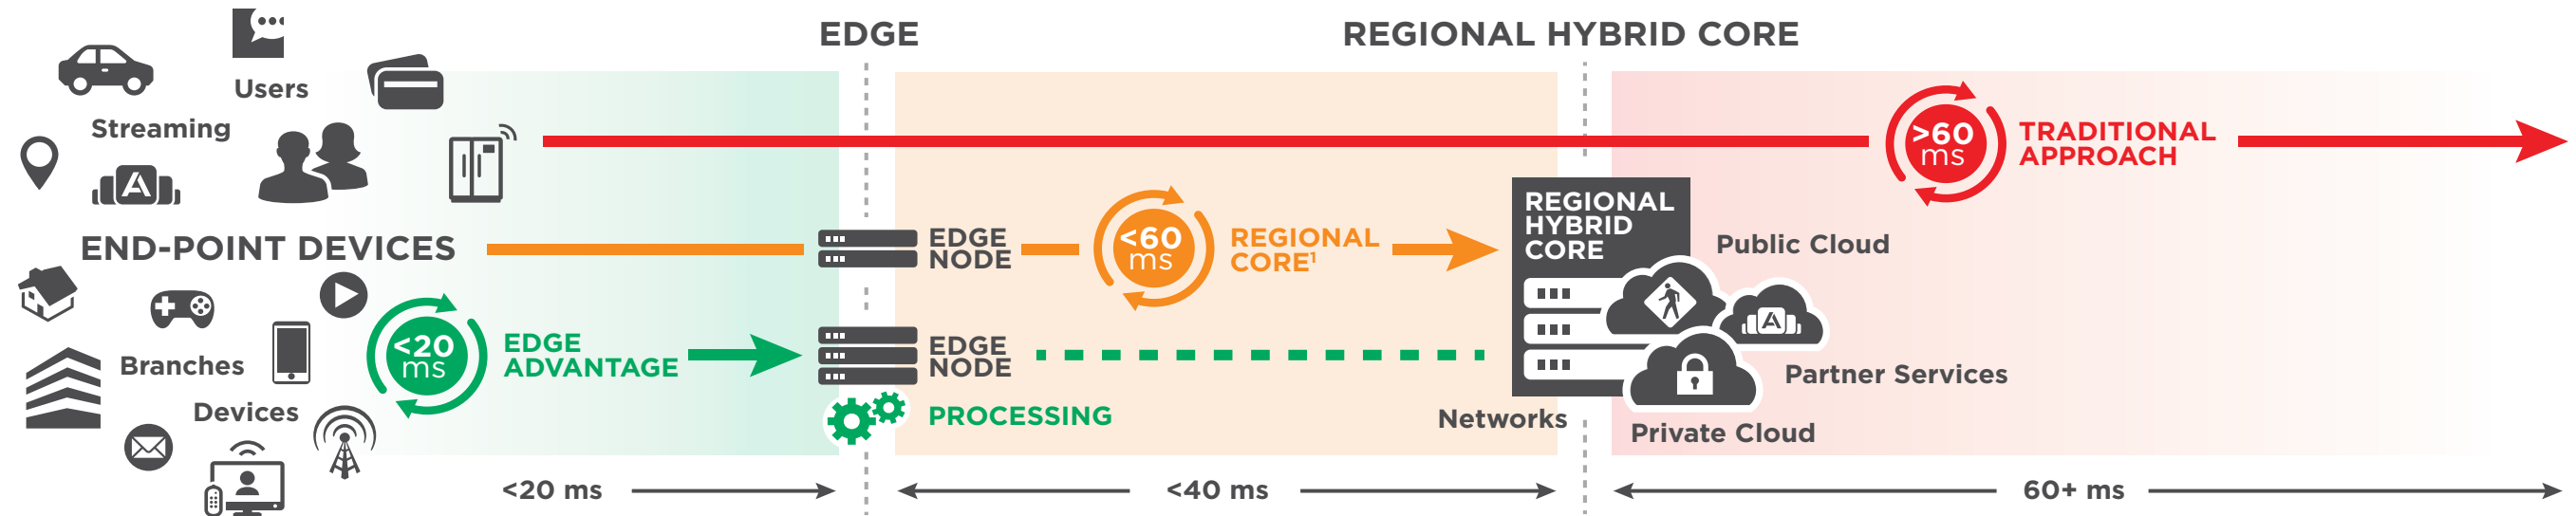 EDGE
REGIONAL HYBRID CORE
Users
Streaming
>60
ms
TRADITIONAL
APPROACH
END-POINT DEVICES
EDGE
NODE
<60
ms
REGIONAL
CORE¹
REGIONAL
HYBRID
CORE
Public Cloud
<20
ms
EDGE
ADVANTAGE
EDGE
NODE
Branches
Devices
PROCESSING
Partner Services
Networks
Private Cloud
<20 ms
<40 ms
60+ ms